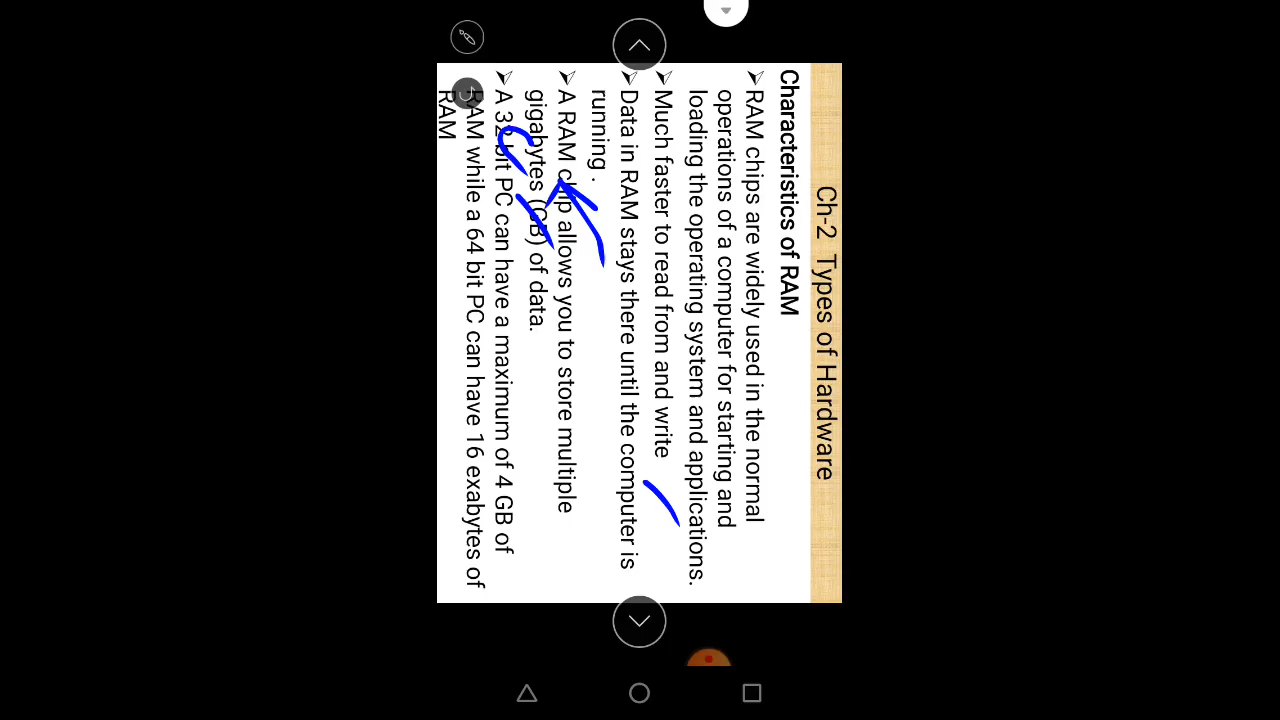 Ch-2 Types of Hardware
Characteristics of RAM
➢RAM chips are widely used in the normal
operations of a computer for starting and
loading the operating system and applications.
➢Much faster to read from and write
➢Data in RAM stays there until the computer is
running .
➢A RAM chip allows you to store multiple
gigabytes (GB) of data.
➢A 32 bit PC can have a maximum of 4 GB of
RAM while a 64 bit PC can have 16 exabytes of
RAM